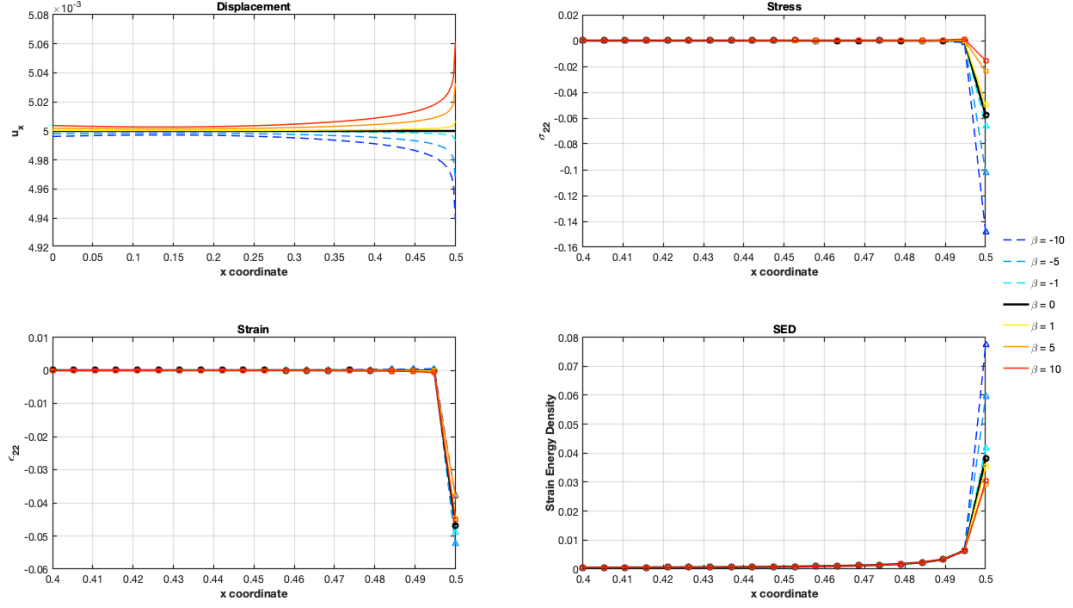 Displacement
×10⁻³
5.08
5.06
5.04
5.02
5
4.98
4.96
4.94
4.92
u_x
0 0.05 0.1 0.15 0.2 0.25 0.3 0.35 0.4 0.45 0.5
x coordinate
Stress
0.02
0
-0.02
-0.04
-0.06
-0.08
-0.1
-0.12
-0.14
-0.16
σ_22
0.4 0.41 0.42 0.43 0.44 0.45 0.46 0.47 0.48 0.49 0.5
x coordinate
Strain
0.01
0
-0.01
-0.02
-0.03
-0.04
-0.05
-0.06
ϵ_22
0.4 0.41 0.42 0.43 0.44 0.45 0.46 0.47 0.48 0.49 0.5
x coordinate
SED
0.08
0.07
0.06
0.05
0.04
0.03
0.02
0.01
0
Strain Energy Density
0.4 0.41 0.42 0.43 0.44 0.45 0.46 0.47 0.48 0.49 0.5
x coordinate
β = -10
β = -5
β = -1
β = 0
β = 1
β = 5
β = 10